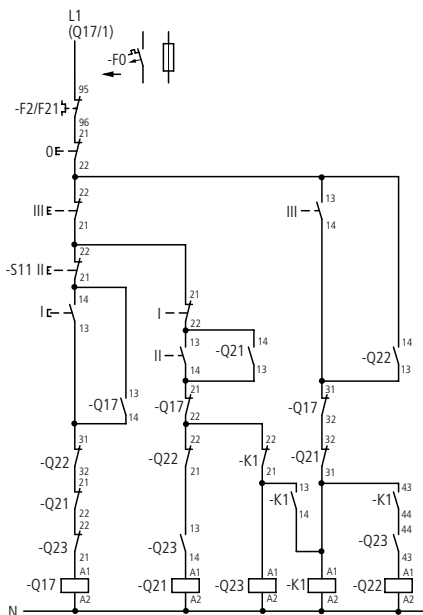 L1
(Q17/1)
-F0
95
-F2/F21
96
21
0
22
22
III
21
13
III
14
22
-S11 II
21
14
I
13
21
I
22
13
II
14
14
-Q21
13
14
-Q22
13
13
-Q17
14
21
-Q17
22
31
-Q17
32
31
-Q22
32
22
-Q22
21
22
-K1
21
32
-Q21
31
21
-Q21
22
13
-K1
14
43
-K1
44
22
-Q23
21
13
-Q23
14
44
-Q23
43
A1
-Q17
A2
A1
-Q21
A2
A1
-Q23
A2
A1
-K1
A2
A1
-Q22
A2
N